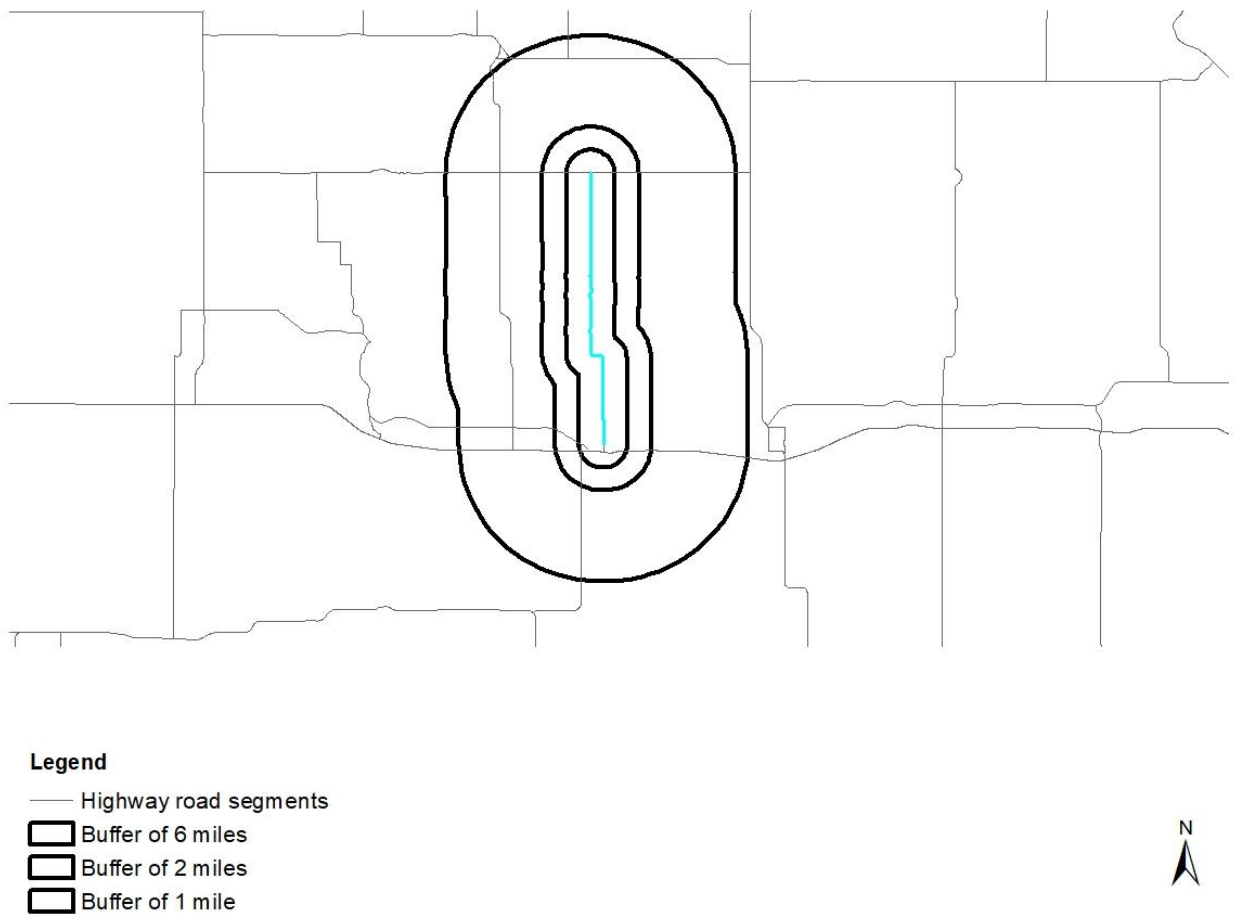 Legend
Highway road segments
Buffer of 6 miles
Buffer of 2 miles
Buffer of 1 mile
N